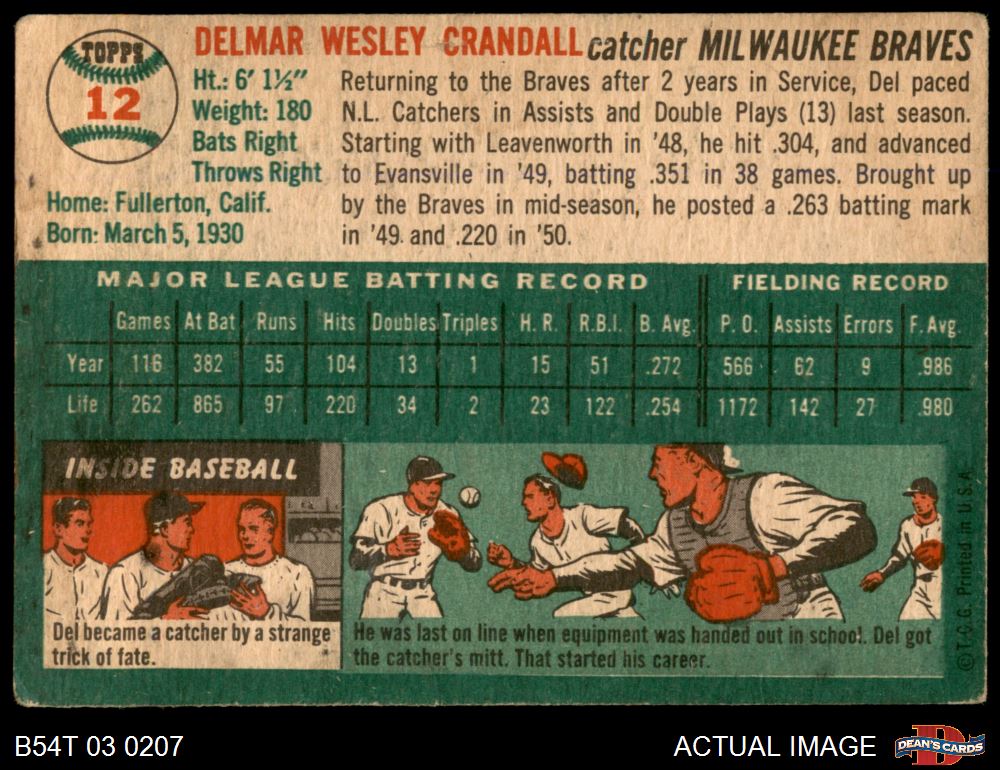 TOPPS
12
DELMAR WESLEY CRANDALL catcher MILWAUKEE BRAVES
Ht.: 6' 1½"
Weight: 180
Bats Right
Throws Right
Home: Fullerton, Calif.
Born: March 5, 1930
Returning to the Braves after 2 years in Service, Del paced
N.L. Catchers in Assists and Double Plays (13) last season.
Starting with Leavenworth in '48, he hit .304, and advanced
to Evansville in '49, batting .351 in 38 games. Brought up
by the Braves in mid-season, he posted a .263 batting mark
in '49 and .220 in '50.
MAJOR LEAGUE BATTING RECORD FIELDING RECORD
Games At Bat Runs Hits Doubles Triples H. R. R.B.I. B. Avg. P. O. Assists Errors F. Avg.
Year 116 382 55 104 13 1 15 51 .272 566 62 9 .986
Life 262 865 97 220 34 2 23 122 .254 1172 142 27 .980
INSIDE BASEBALL
Del became a catcher by a strange
trick of fate.
He was last on line when equipment was handed out in school. Del got
the catcher's mitt. That started his career.
© T.C.G. Printed in U.S.A
B54T 03 0207
ACTUAL IMAGE
D
DEAN'S CARDS